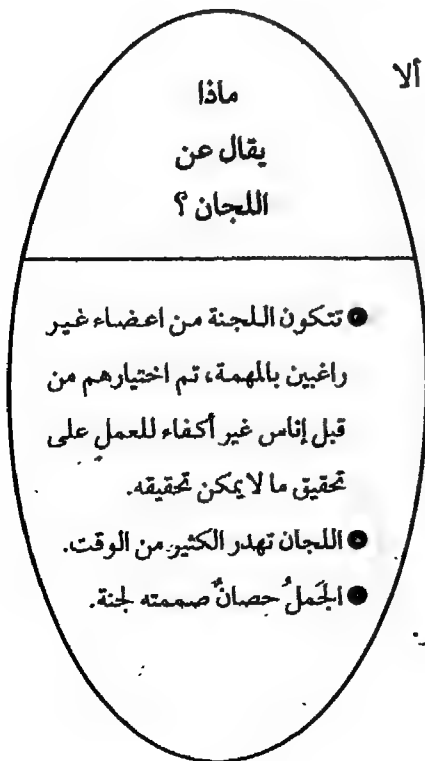 ألا
ماذا
يقال عن
اللجان ؟
● تتكون اللجنة من اعضاء غير
راغبين بالمهمة، تم اختيارهم من
قبل إناس غير أكفاء للعمل على
تحقيق ما لا يمكن تحقيقه.
● اللجان تهدر الكثير من الوقت.
● الجَملُ حصانٌ صممته لجنة.